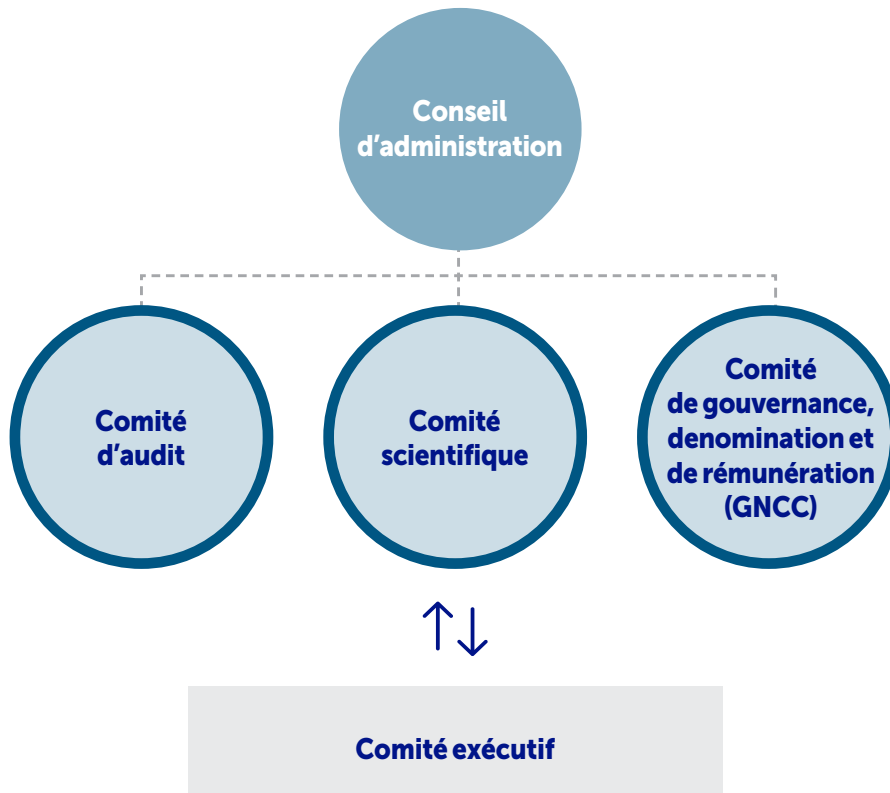 Conseil
d’administration
Comité
d’audit
Comité
scientifique
Comité
de gouvernance,
denomination et
de rémunération
(GNCC)
Comité exécutif